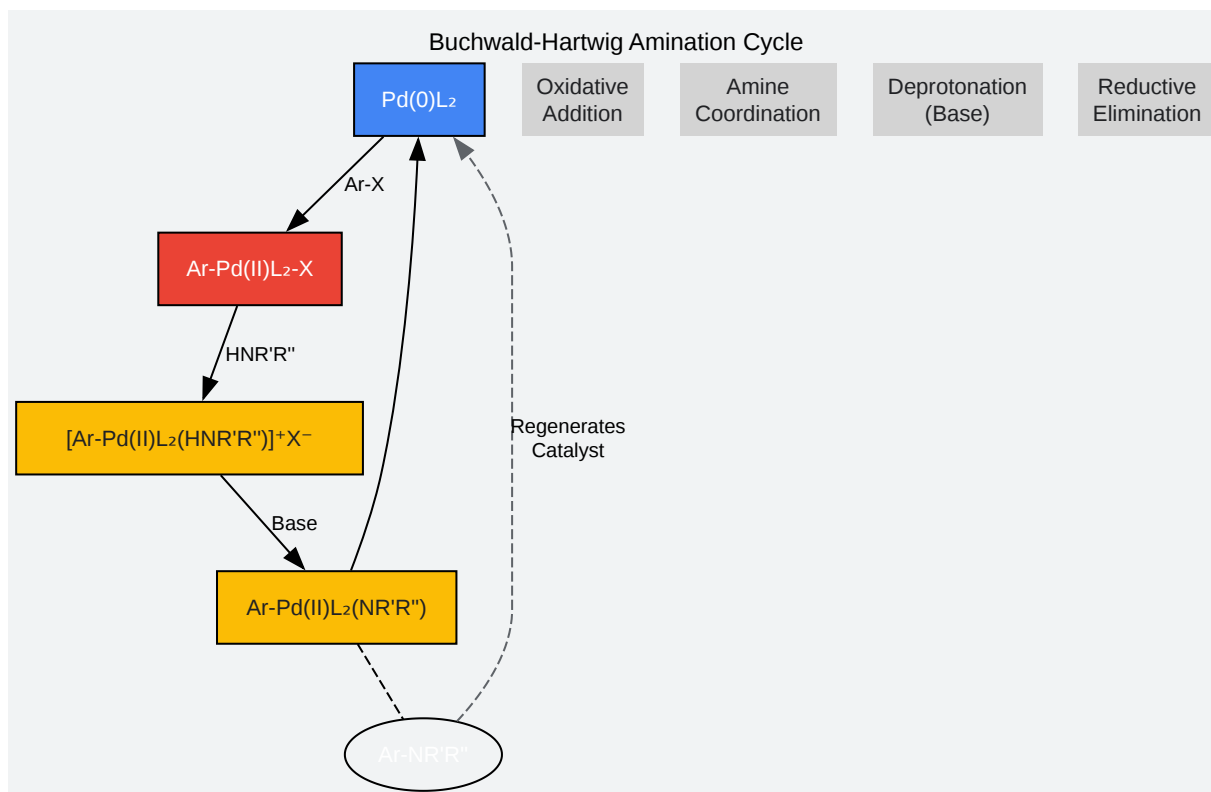 Buchwald-Hartwig Amination Cycle
Pd(0)L₂
Oxidative
Addition
Amine
Coordination
Deprotonation
(Base)
Reductive
Elimination
Ar-X
Ar-Pd(II)L₂-X
HNR'R"
[Ar-Pd(II)L₂(HNR'R")]⁺X⁻
Regenerates
Catalyst
Base
Ar-Pd(II)L₂(NR'R")
Ar-NR'R"